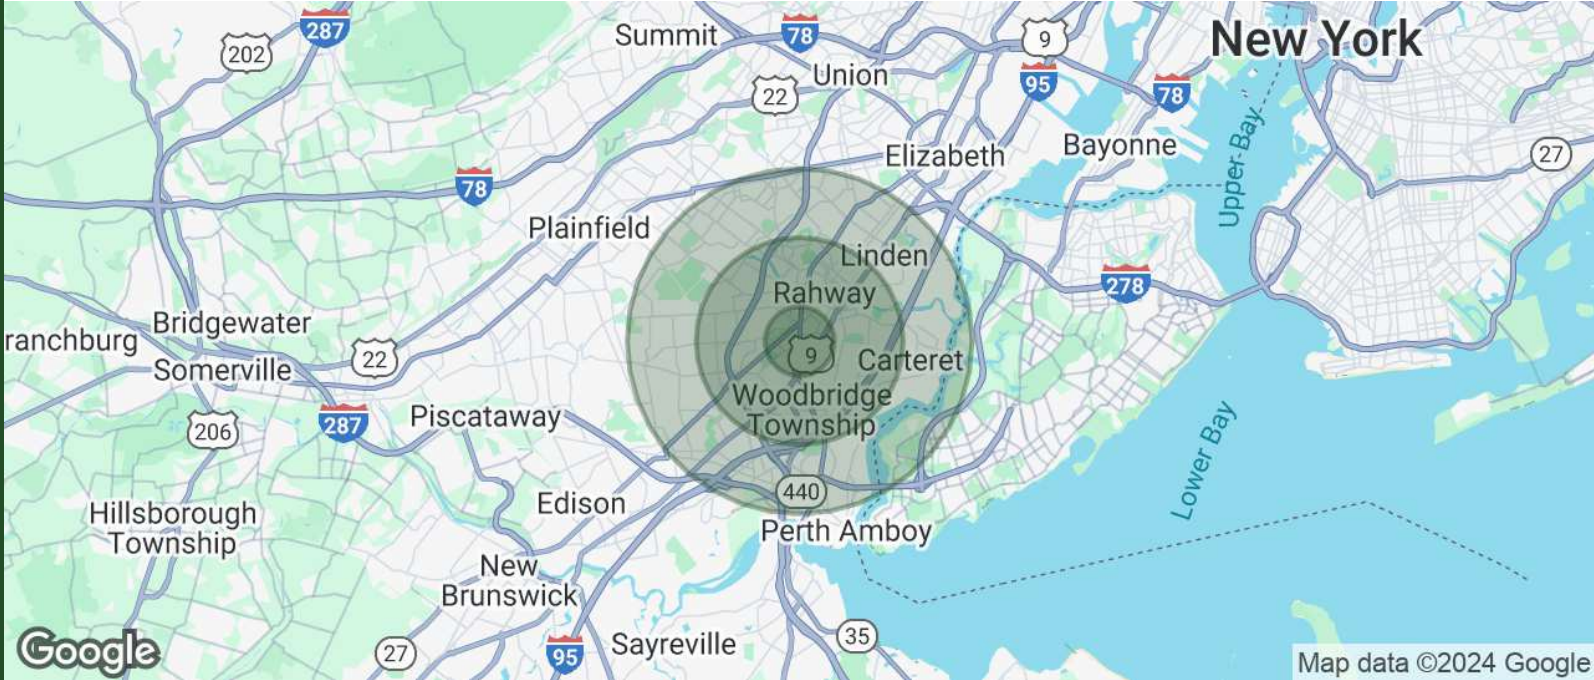 287
202
Summit
78
9
New York
22
Union
95
78
Bayonne
Elizabeth
27
78
Upper Bay
Plainfield
Linden
278
Rahway
Bridgewater
ranchburg
22
9
Carteret
Somerville
Woodbridge
Township
206
287
Piscataway
Lower Bay
440
Edison
Hillsborough
Township
Perth Amboy
New
Brunswick
27
95
Sayreville
35
Google
Map data ©2024 Google